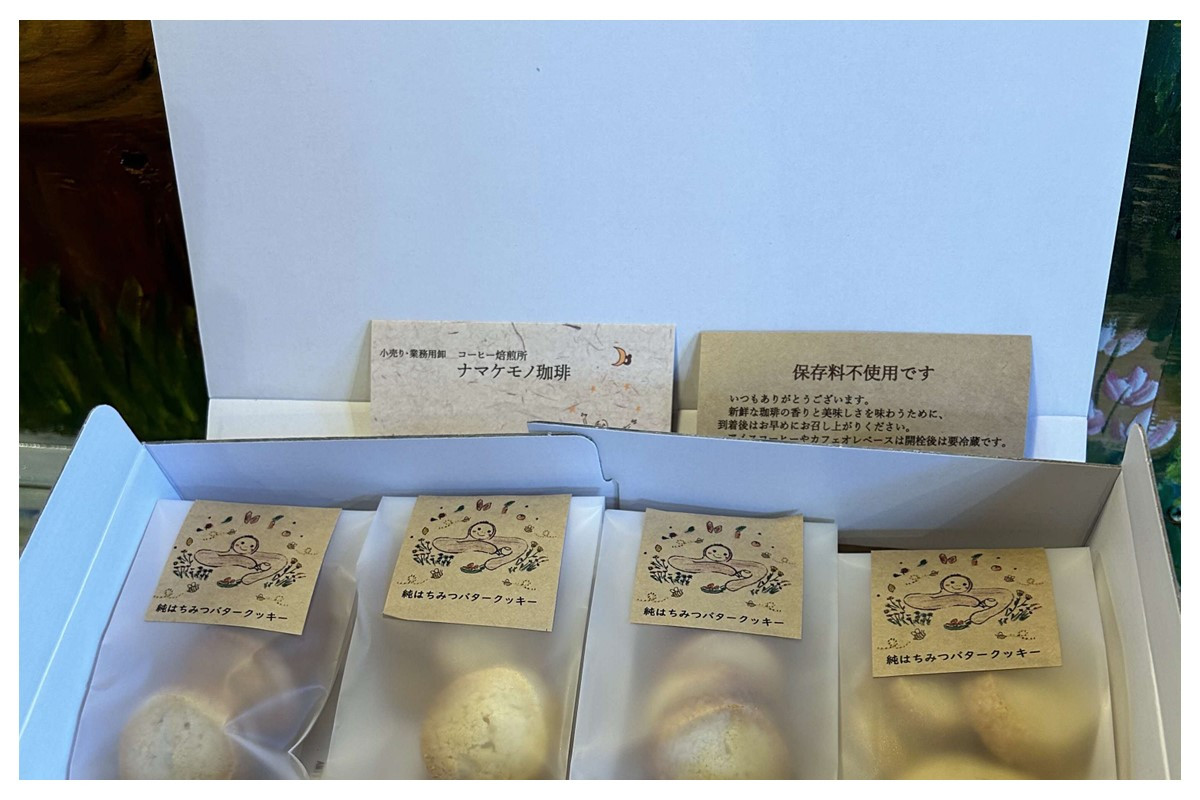 小売り・業務用卸 コーヒー焙煎所
ナマケモノ珈琲
保存料不使用です
いつもありがとうございます。
新鮮な珈琲の香りと美味しさを味わうために、
到着後はお早めにお召し上がりください。
アイスコーヒーやカフェオレベースは開栓後は要冷蔵です。
純はちみつバタークッキー
純はちみつバタークッキー
純はちみつバタークッキー
純はちみつバタークッキー